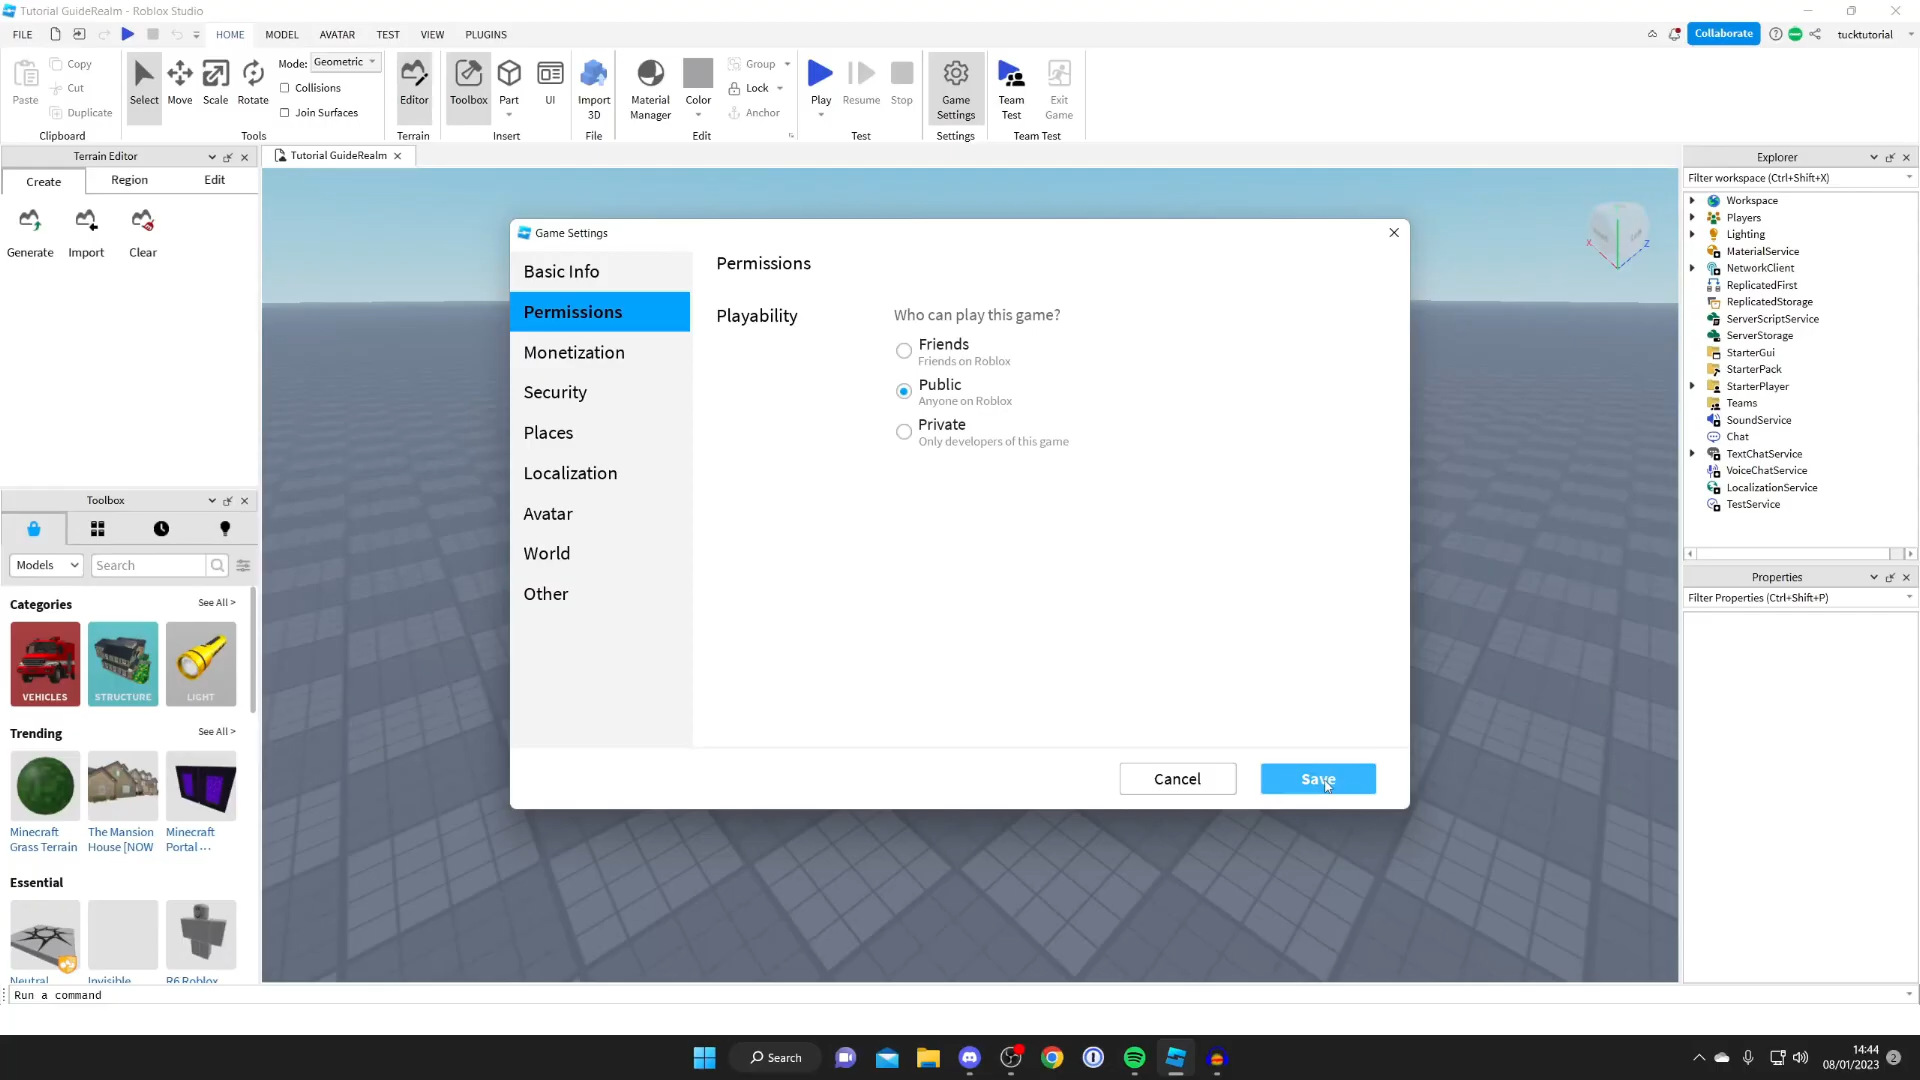 Tutorial GuideRealm - Roblox Studio
FILE HOME MODEL AVATAR TEST VIEW PLUGINS Collaborate tucktutorial
Paste Copy Cut Duplicate
Clipboard
Select Move Scale Rotate
Mode: Geometric
Collisions
Join Surfaces
Tools
Editor
Terrain
Toolbox Part UI
Insert
Import 3D
File
Material Manager Color
Group
Lock
Anchor
Edit
Play Resume Stop
Test
Game Settings
Settings
Team Test Exit Game
Team Test
Terrain Editor
Create Region Edit
Generate Import Clear
Tutorial GuideRealm
Toolbox
Models Search
Categories See All >
VEHICLES STRUCTURE LIGHT
Trending See All >
Minecraft Grass Terrain
The Mansion House [NOW
Minecraft Portal ...
Essential
Neutral Invisible R6 Roblox
Run a command
Game Settings
Basic Info
Permissions
Monetization
Security
Places
Localization
Avatar
World
Other
Permissions
Playability Who can play this game?
Friends
Friends on Roblox
Public
Anyone on Roblox
Private
Only developers of this game
Cancel Save
X Z
Explorer
Filter workspace (Ctrl+Shift+X)
Workspace
Players
Lighting
MaterialService
NetworkClient
ReplicatedFirst
ReplicatedStorage
ServerScriptService
ServerStorage
StarterGui
StarterPack
StarterPlayer
Teams
SoundService
Chat
TextChatService
VoiceChatService
LocalizationService
TestService
Properties
Filter Properties (Ctrl+Shift+P)
Search
14:44
08/01/2023
2